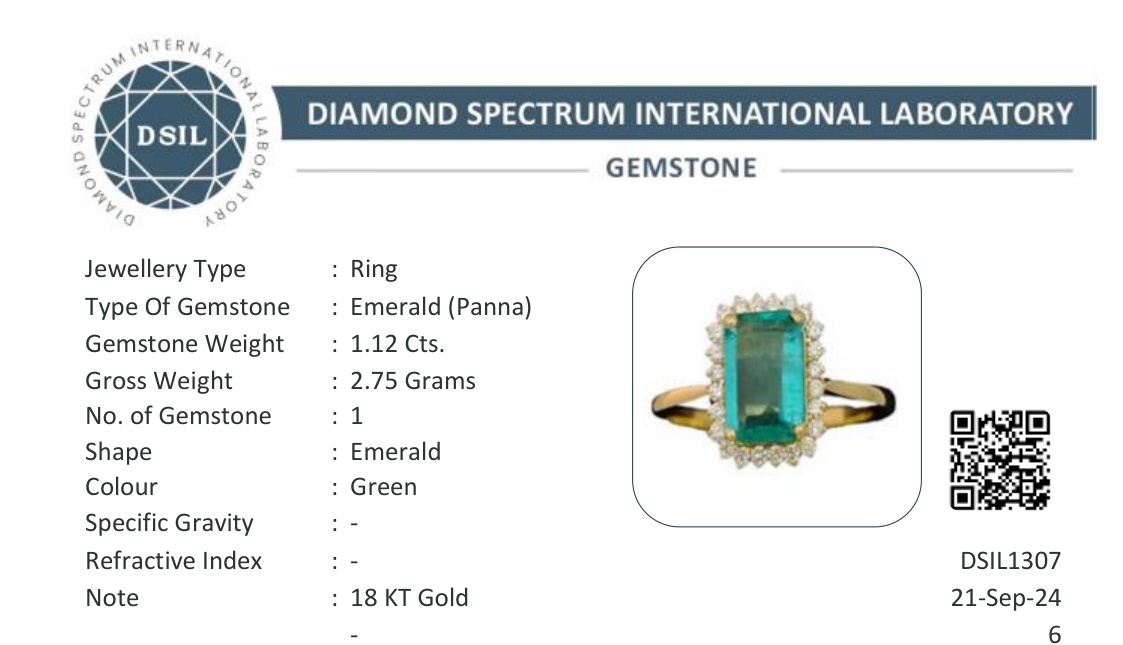 DIAMOND SPECTRUM INTERNATIONAL LABORATORY
DSIL
DIAMOND SPECTRUM INTERNATIONAL LABORATORY
GEMSTONE
Jewellery Type : Ring
Type Of Gemstone : Emerald (Panna)
Gemstone Weight : 1.12 Cts.
Gross Weight : 2.75 Grams
No. of Gemstone : 1
Shape : Emerald
Colour : Green
Specific Gravity : -
Refractive Index : -
Note : 18 KT Gold
-
DSIL1307
21-Sep-24
6